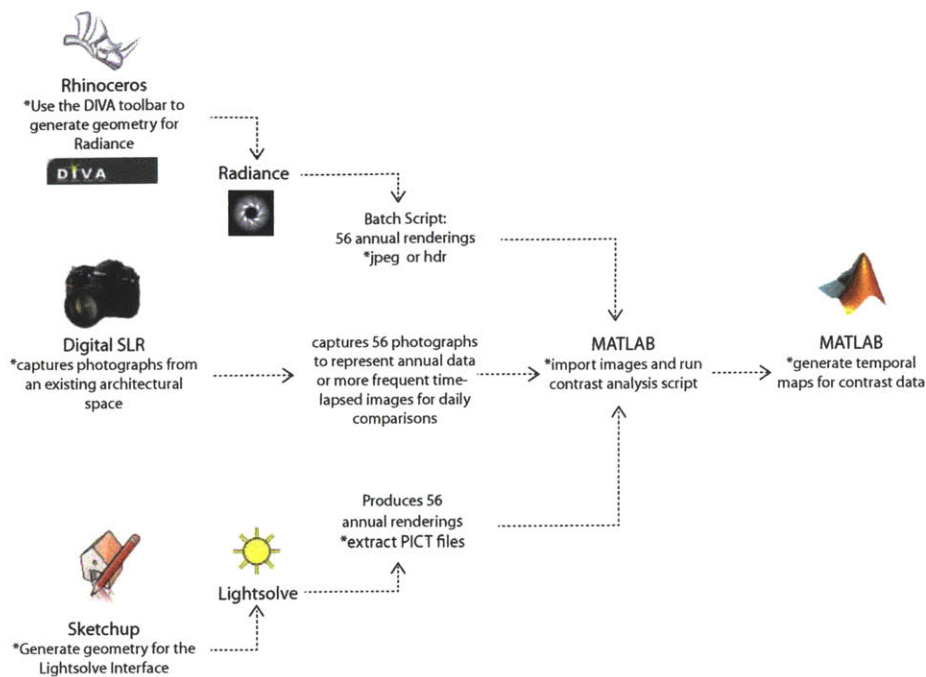 Rhinoceros
*Use the DIVA toolbar to
generate geometry for
Radiance
DIVA
Radiance
Batch Script:
56 annual renderings
*jpeg or hdr
Digital SLR
*captures photographs from
an existing architectural
space
captures 56 photographs
to represent annual data
or more frequent time-
lapsed images for daily
comparisons
MATLAB
*import images and run
contrast analysis script
MATLAB
*generate temporal
maps for contrast data
Produces 56
annual renderings
*extract PICT files
Lightsolve
Sketchup
*Generate geometry for the
Lightsolve Interface